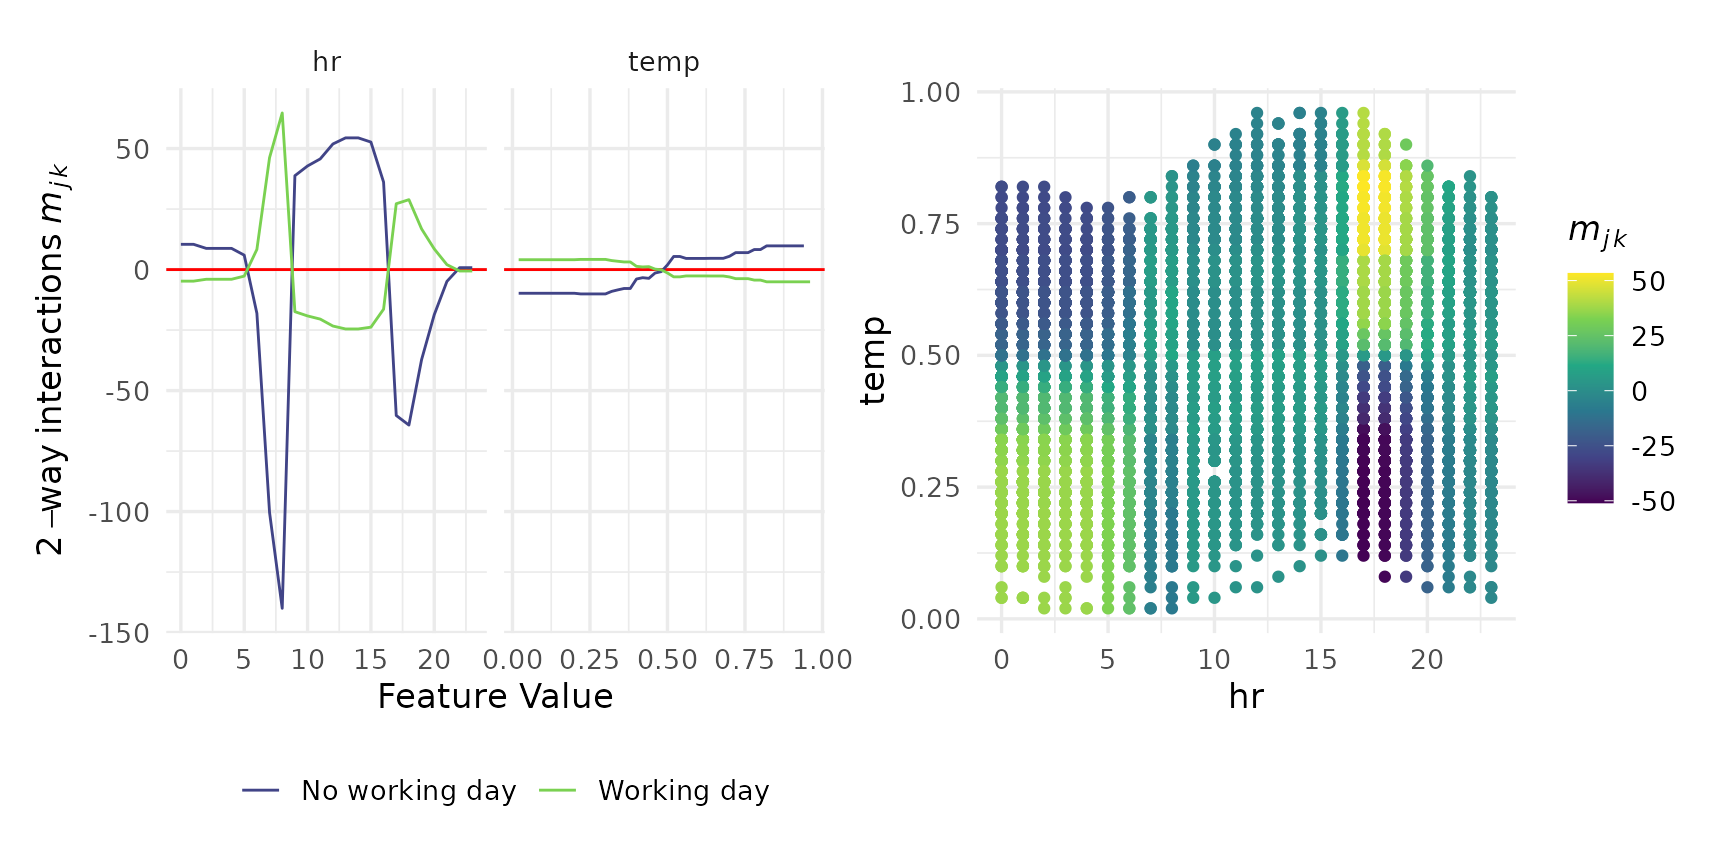 hr temp
2−way interactions mjk
50
0
-50
-100
-150
0 5 10 15 20 0.00 0.25 0.50 0.75 1.00
Feature Value
No working day Working day
1.00
0.75
0.50
0.25
0.00
temp
0 5 10 15 20
hr
mjk
50
25
0
-25
-50